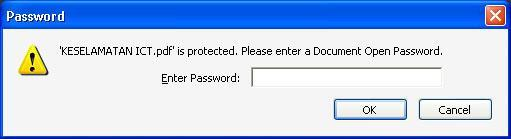 Password
'KESELAMATAN ICT.pdf' is protected. Please enter a Document Open Password.
Enter Password:
OK Cancel